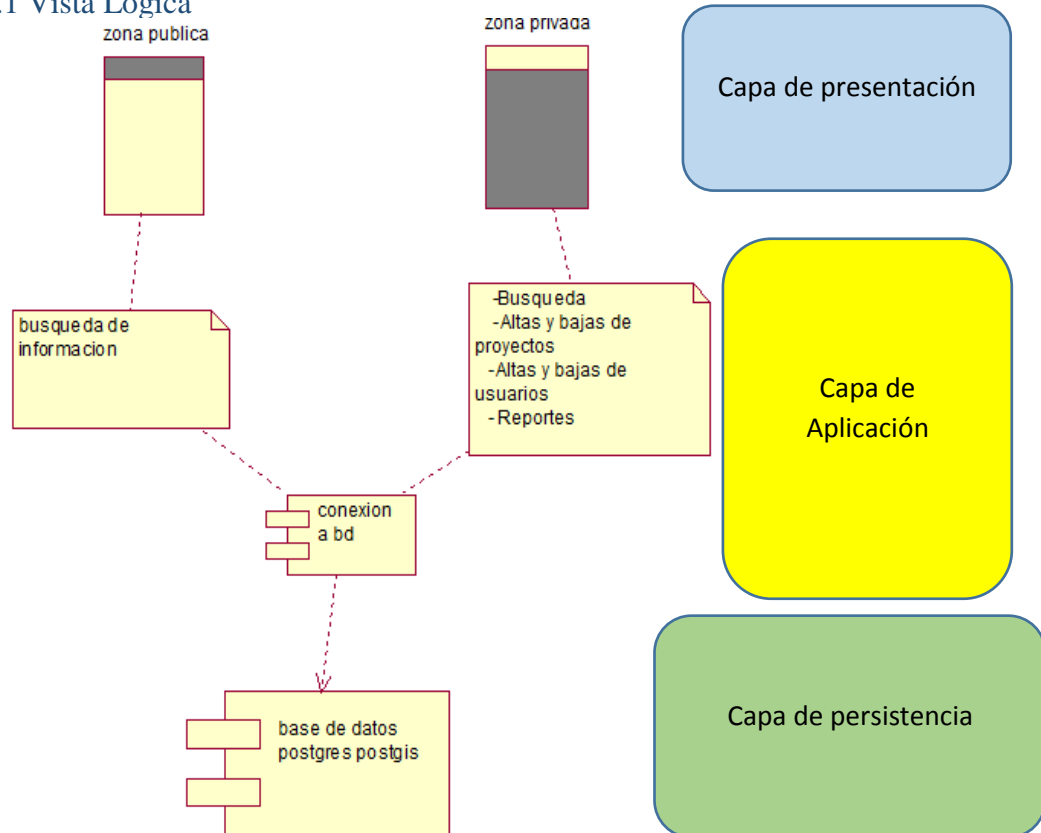 .1 Vista Lógica
zona publica
zona privada
Capa de presentación
busqueda de
informacion
-Busqueda
-Altas y bajas de
proyectos
-Altas y bajas de
usuarios
-Reportes
Capa de
Aplicación
conexion
a bd
base de datos
postgres postgis
Capa de persistencia